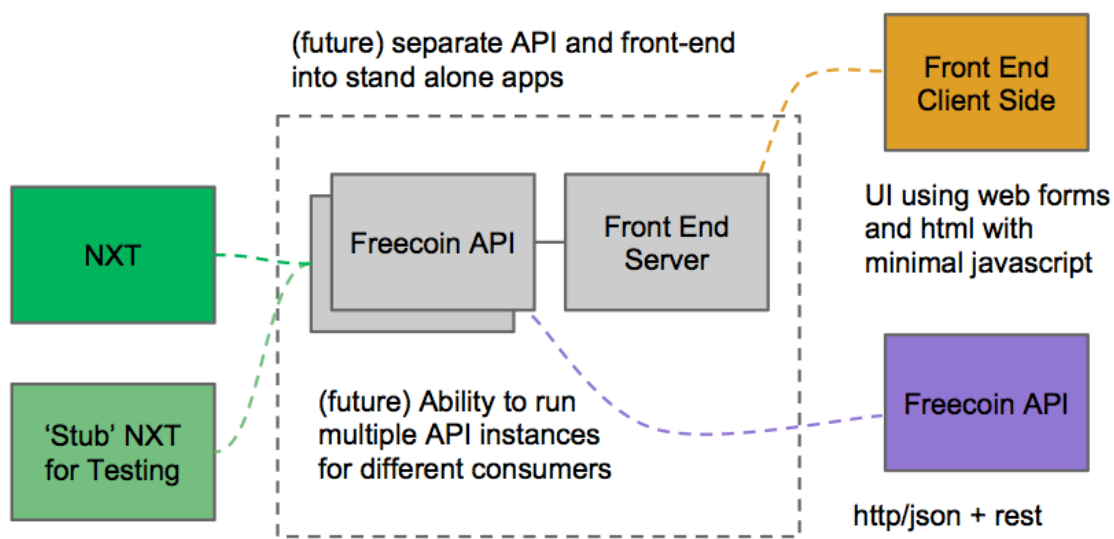 (future) separate API and front-end
into stand alone apps
Front End
Client Side
UI using web forms
and html with
minimal javascript
NXT
Freecoin API
Front End
Server
‘Stub’ NXT
for Testing
(future) Ability to run
multiple API instances
for different consumers
Freecoin API
http/json + rest